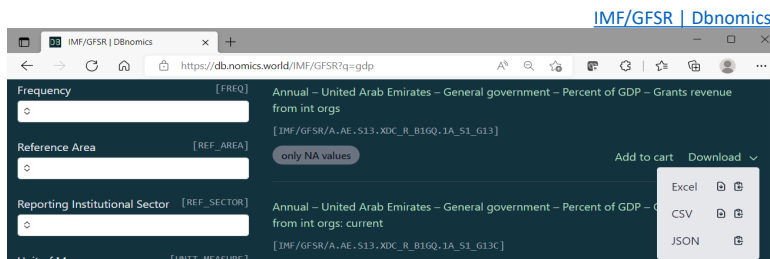 IMF/GFSR | Dbnomics
DB IMF/GFSR | DBnomics
https://db.nomics.world/IMF/GFSR?q=gdp
Frequency [FREQ]
Annual – United Arab Emirates – General government – Percent of GDP – Grants revenue
from int orgs
[IMF/GFSR/A.AE.S13.XDC_R_B1GQ.1A_S1_G13]
Reference Area [REF_AREA]
only NA values Add to cart Download
Excel
Reporting Institutional Sector [REF_SECTOR]
Annual – United Arab Emirates – General government – Percent of GDP –
CSV
from int orgs: current
[IMF/GFSR/A.AE.S13.XDC_R_B1GQ.1A_S1_G13C]
JSON
[UNIT_MEASURE]